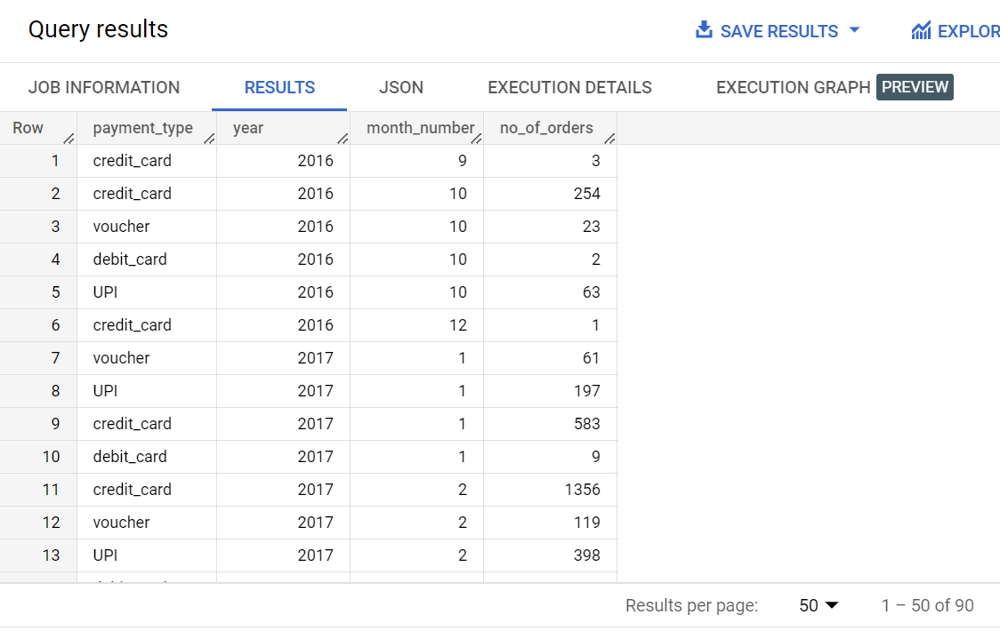 Query results
SAVE RESULTS
EXPLOR
JOB INFORMATION RESULTS JSON EXECUTION DETAILS EXECUTION GRAPH PREVIEW
Row payment_type year month_number no_of_orders
1 credit_card 2016 9 3
2 credit_card 2016 10 254
3 voucher 2016 10 23
4 debit_card 2016 10 2
5 UPI 2016 10 63
6 credit_card 2016 12 1
7 voucher 2017 1 61
8 UPI 2017 1 197
9 credit_card 2017 1 583
10 debit_card 2017 1 9
11 credit_card 2017 2 1356
12 voucher 2017 2 119
13 UPI 2017 2 398
Results per page: 50 1 – 50 of 90